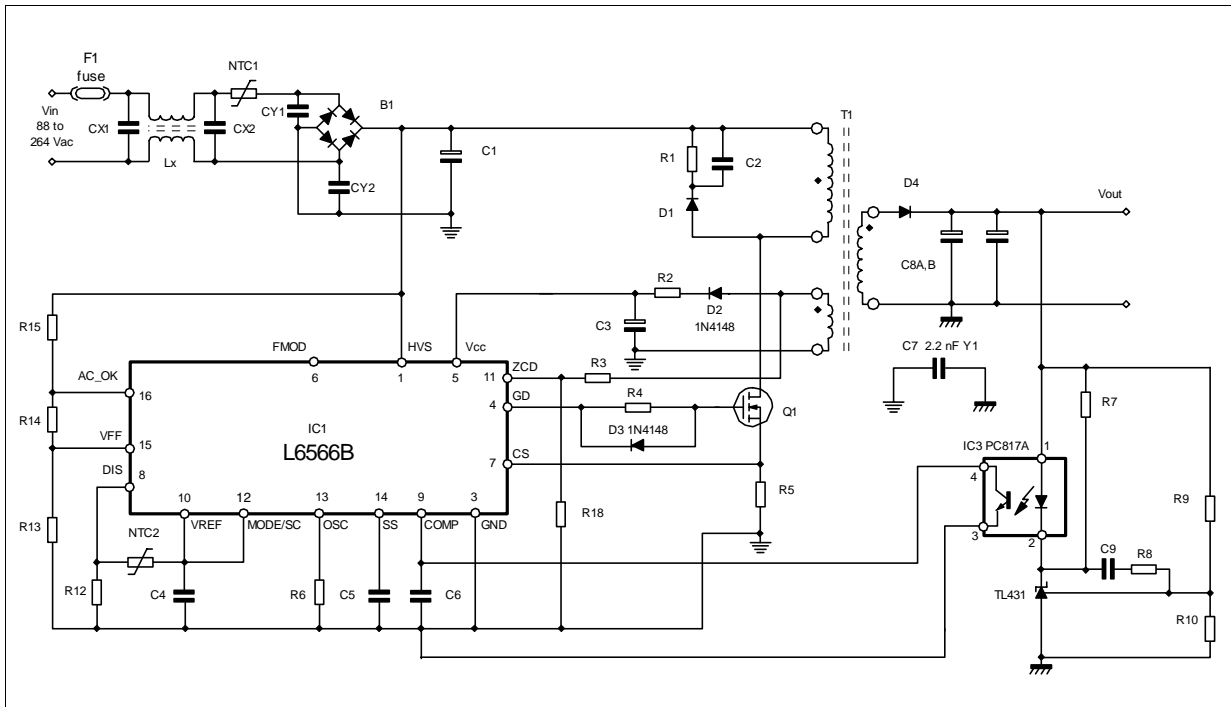 F1
fuse
NTC1
B1
T1
Vin
88 to
264 Vac
CX1
CX2
CY1
Lx
CY2
C1
R1
C2
D1
D4
Vout
C8A,B
R2
D2
1N4148
C3
R15
FMOD
HVS
Vcc
6
1
5
11
ZCD
R3
C7 2.2 nF Y1
AC_OK
16
4
GD
R4
Q1
R7
R14
IC1
L6566B
D3 1N4148
VFF
15
IC3 PC817A
1
DIS
8
7
CS
4
R5
R9
10
12
13
14
9
3
R18
R13
VREF
MODE/SC
OSC
SS
COMP
GND
3
2
NTC2
C9
R8
R12
C4
R6
C5
C6
TL431
R10